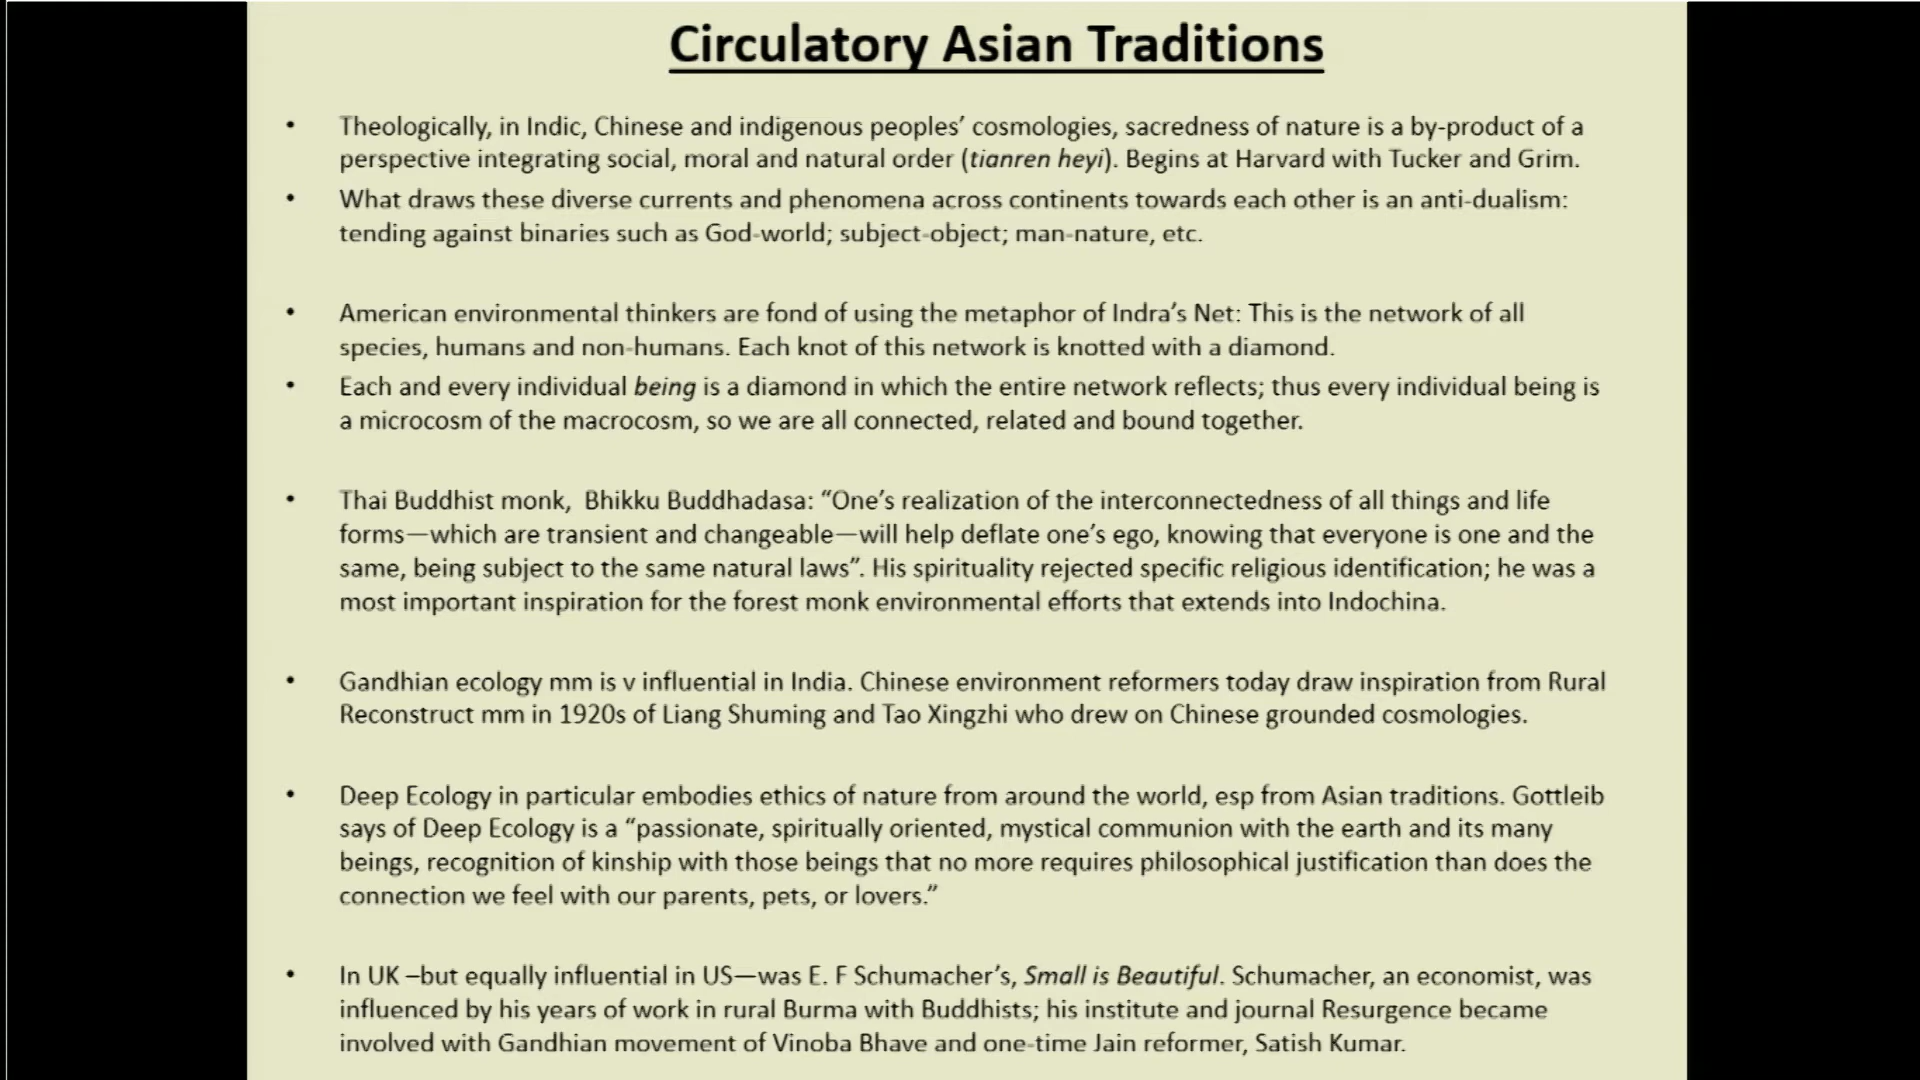 Circulatory Asian Traditions
• Theologically, in Indic, Chinese and indigenous peoples’ cosmologies, sacredness of nature is a by-product of a
perspective integrating social, moral and natural order (tianren heyi). Begins at Harvard with Tucker and Grim.
• What draws these diverse currents and phenomena across continents towards each other is an anti-dualism:
tending against binaries such as God-world; subject-object; man-nature, etc.
• American environmental thinkers are fond of using the metaphor of Indra’s Net: This is the network of all
species, humans and non-humans. Each knot of this network is knotted with a diamond.
• Each and every individual being is a diamond in which the entire network reflects; thus every individual being is
a microcosm of the macrocosm, so we are all connected, related and bound together.
• Thai Buddhist monk,  Bhikku Buddhadasa: “One’s realization of the interconnectedness of all things and life
forms—which are transient and changeable—will help deflate one’s ego, knowing that everyone is one and the
same, being subject to the same natural laws”. His spirituality rejected specific religious identification; he was a
most important inspiration for the forest monk environmental efforts that extends into Indochina.
• Gandhian ecology mm is v influential in India. Chinese environment reformers today draw inspiration from Rural
Reconstruct mm in 1920s of Liang Shuming and Tao Xingzhi who drew on Chinese grounded cosmologies.
• Deep Ecology in particular embodies ethics of nature from around the world, esp from Asian traditions. Gottleib
says of Deep Ecology is a “passionate, spiritually oriented, mystical communion with the earth and its many
beings, recognition of kinship with those beings that no more requires philosophical justification than does the
connection we feel with our parents, pets, or lovers.”
• In UK –but equally influential in US—was E. F Schumacher’s, Small is Beautiful. Schumacher, an economist, was
influenced by his years of work in rural Burma with Buddhists; his institute and journal Resurgence became
involved with Gandhian movement of Vinoba Bhave and one-time Jain reformer, Satish Kumar.